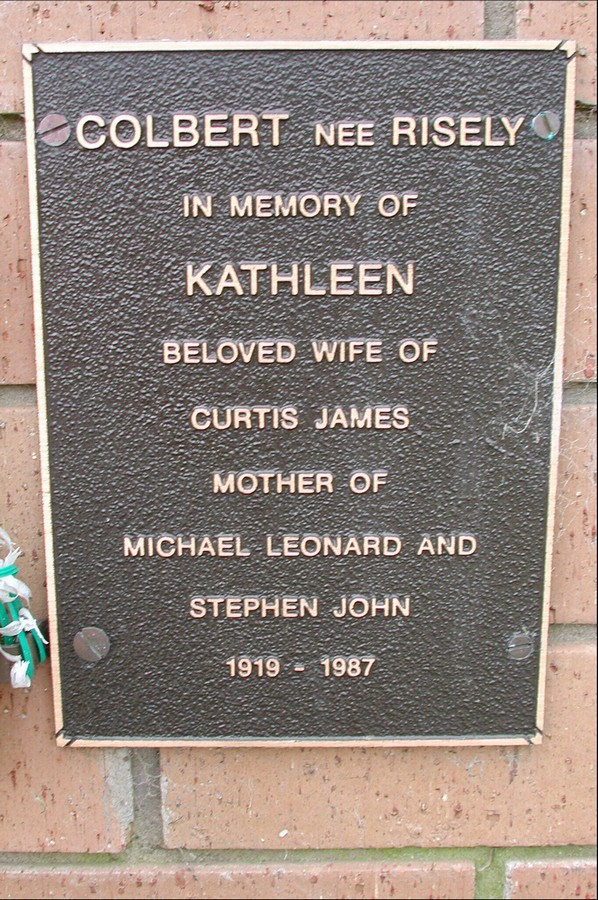 COLBERT NEE RISELY
IN MEMORY OF
KATHLEEN
BELOVED WIFE OF
CURTIS JAMES
MOTHER OF
MICHAEL LEONARD AND
STEPHEN JOHN
1919 - 1987